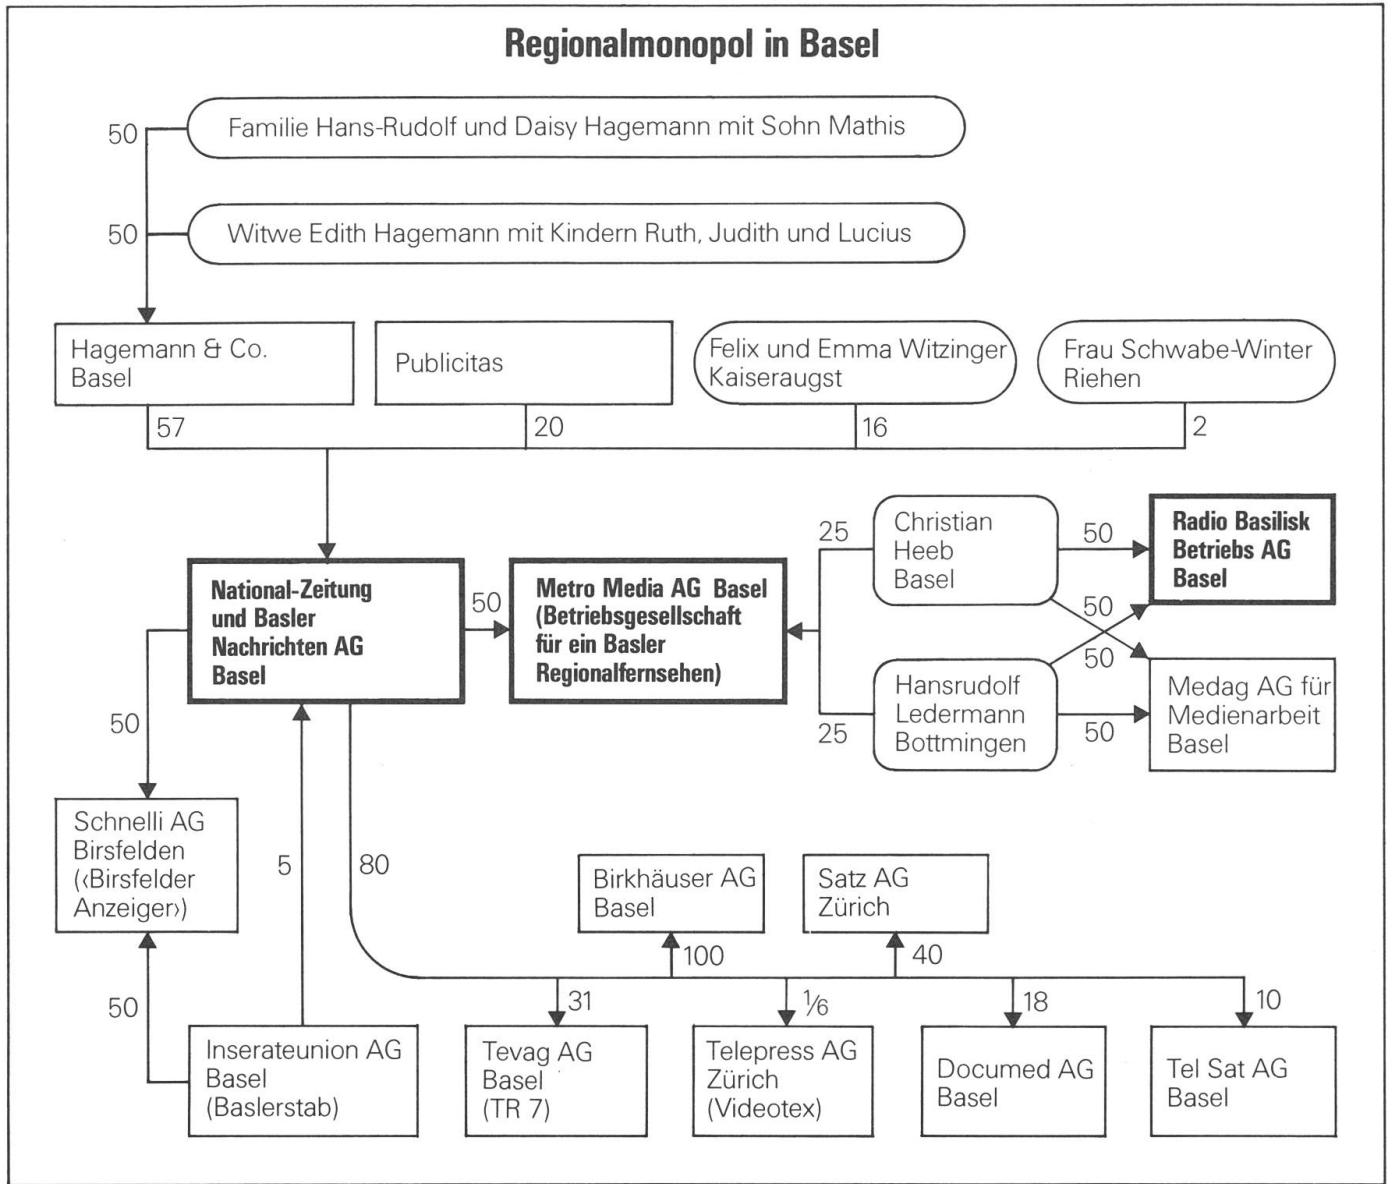 Regionalmonopol in Basel
50
Familie Hans-Rudolf und Daisy Hagemann mit Sohn Mathis
50
Witwe Edith Hagemann mit Kindern Ruth, Judith und Lucius
Hagemann & Co.
Basel
Publicitas
Felix und Emma Witzinger
Kaiseraugst
Frau Schwabe-Winter
Riehen
57
20
16
2
National-Zeitung
und Basler
Nachrichten AG
Basel
50
Metro Media AG Basel
(Betriebsgesellschaft
für ein Basler
Regionalfernsehen)
25
Christian
Heeb
Basel
50
Radio Basilisk
Betriebs AG
Basel
50
50
25
Hansrudolf
Ledermann
Bottmingen
50
Medag AG für
Medienarbeit
Basel
50
Schnelli AG
Birsfelden
(‹Birsfelder
Anzeiger›)
5
80
Birkhäuser AG
Basel
Satz AG
Zürich
100
40
50
31
⅙
18
10
Inserateunion AG
Basel
(Baslerstab)
Tevag AG
Basel
(TR 7)
Telepress AG
Zürich
(Videotex)
Documed AG
Basel
Tel Sat AG
Basel